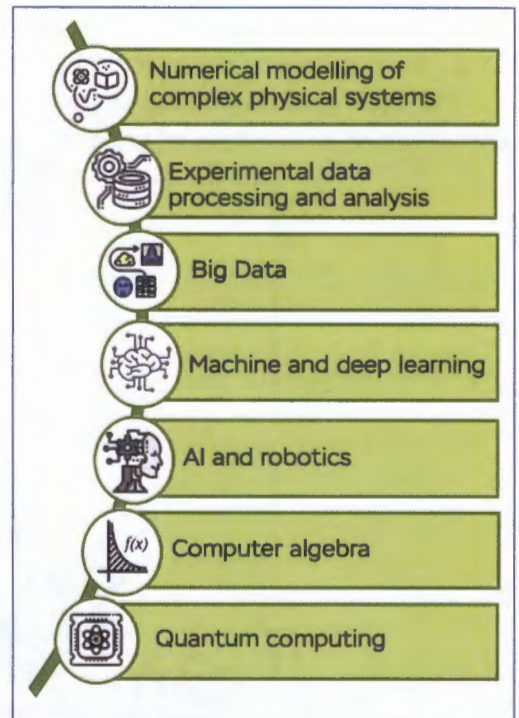 Numerical modelling of
complex physical systems
Experimental data
processing and analysis
Big Data
Machine and deep learning
AI and robotics
f(x)
Computer algebra
Quantum computing